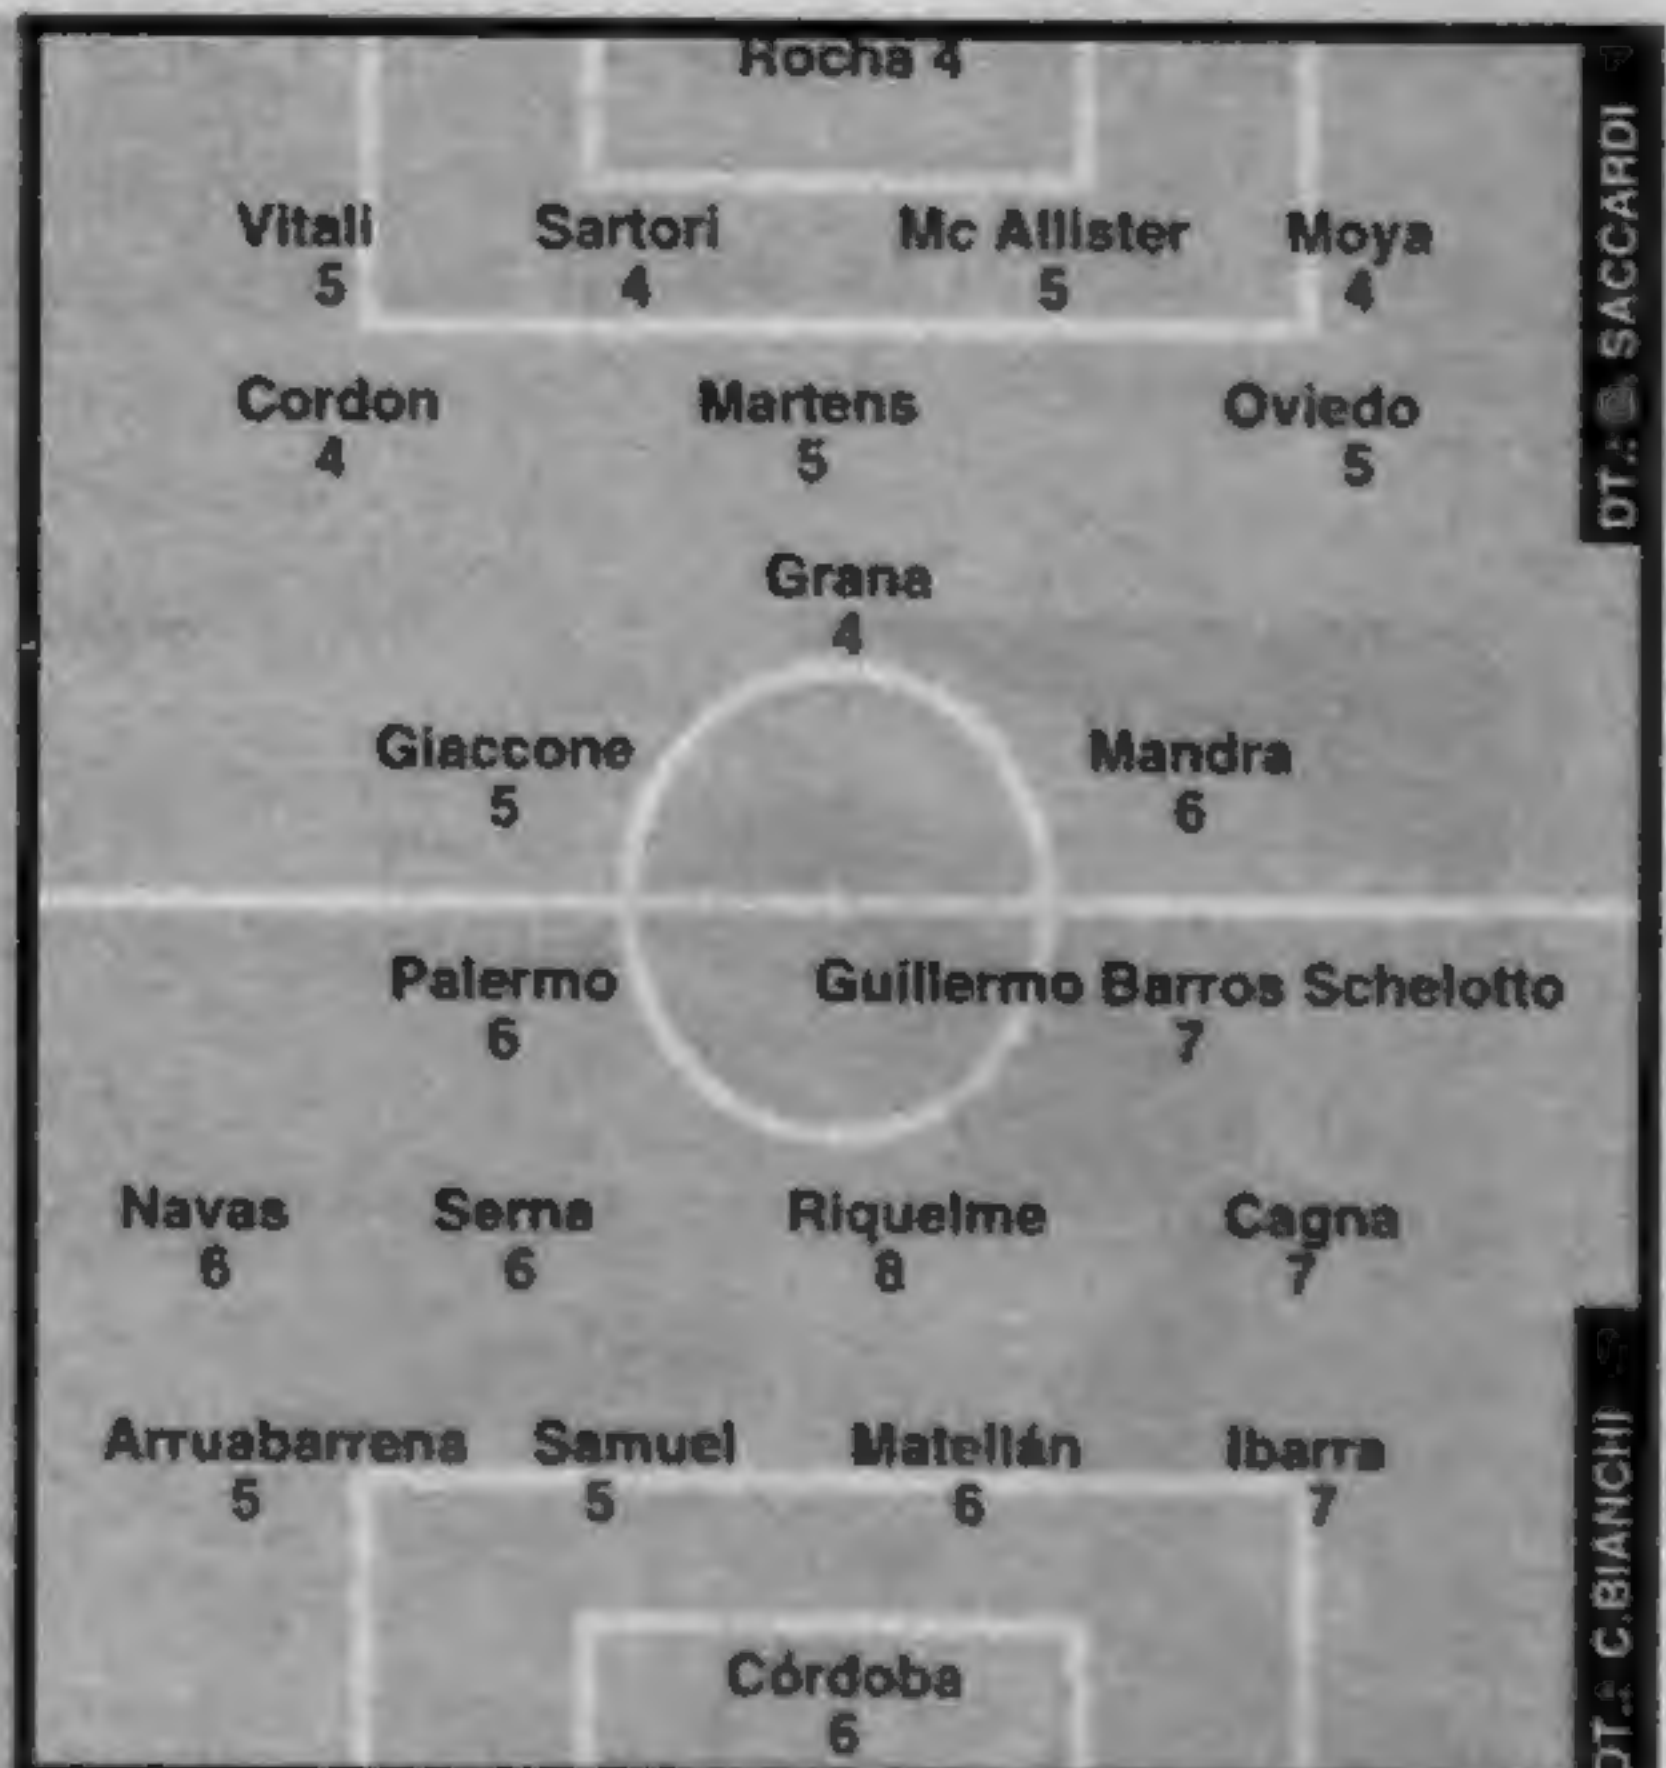 Rocha 4
Vitali Sartori Mc Allister Moya
5 4 5 4
Cordon Martens Oviedo
4 5 5
Grana
4
Giaccone Mandra
5 6
Palermo Guillermo Barros Schelotto
6 7
Navas Serna Riquelme Cagna
6 6 8 7
Arruabarrena Samuel Matellán Ibarra
5 5 6 7
Córdoba
6
DT.: SACCARDI
DT.: C.BIANCHI